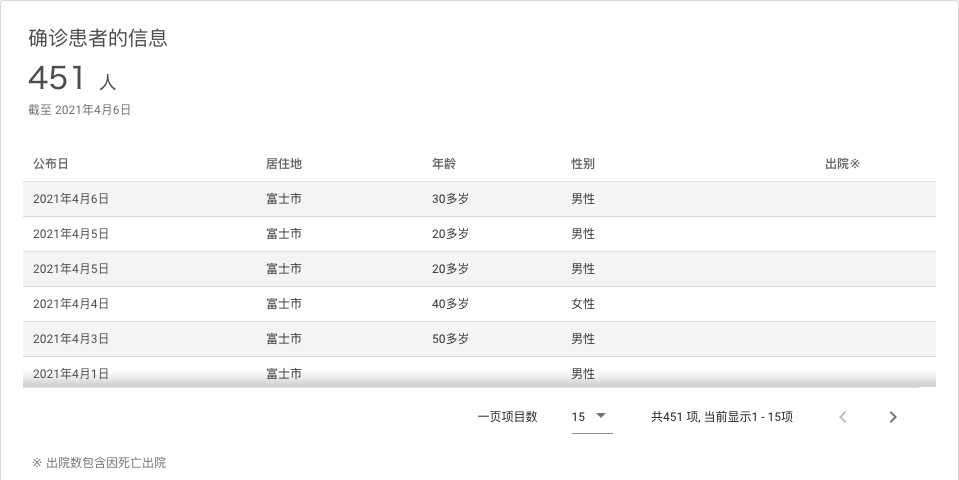 确诊患者的信息
451 人
截至 2021年4月6日
公布日 居住地 年龄 性别 出院※
2021年4月6日 富士市 30多岁 男性
2021年4月5日 富士市 20多岁 男性
2021年4月5日 富士市 20多岁 男性
2021年4月4日 富士市 40多岁 女性
2021年4月3日 富士市 50多岁 男性
2021年4月1日 富士市 男性
一页项目数 15 共451 项, 当前显示1 - 15项
※ 出院数包含因死亡出院